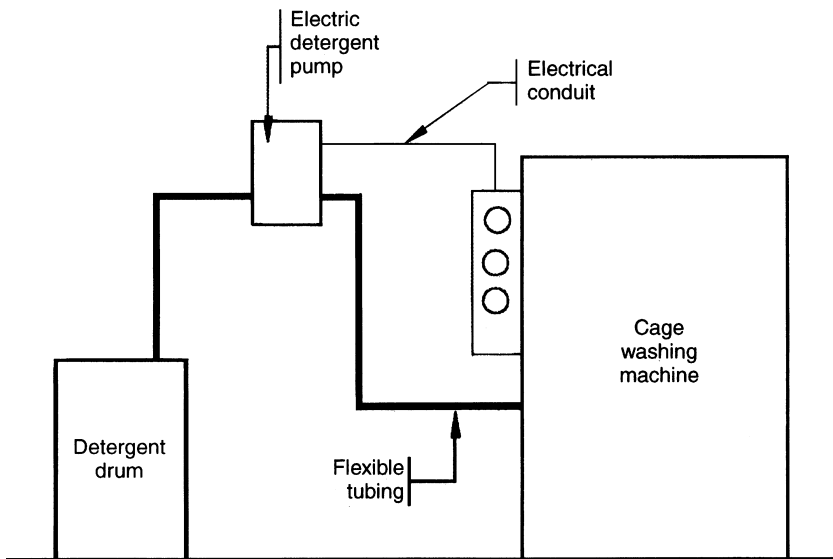 Electric
detergent
pump
Electrical
conduit
Cage
washing
machine
Detergent
drum
Flexible
tubing